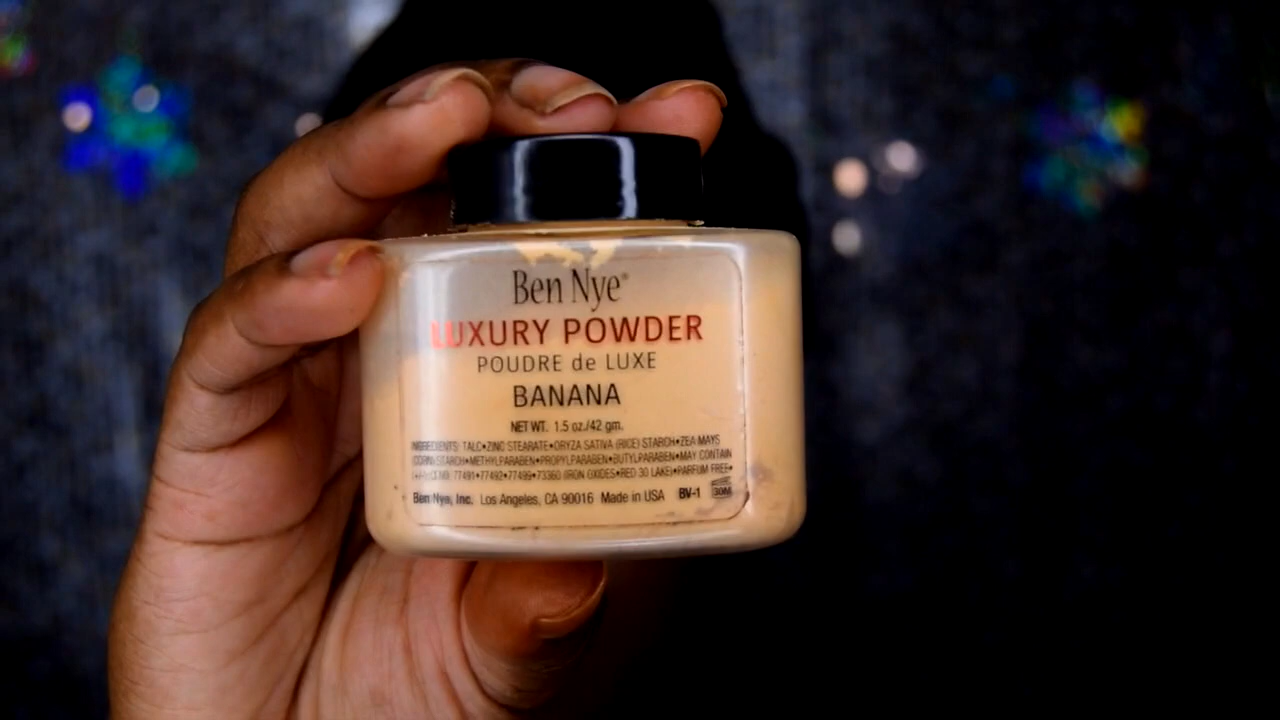 Ben Nye®
LUXURY POWDER
POUDRE de LUXE
BANANA
NET WT. 1.5 oz./42 gm.
INGREDIENTS: TALC•ZINC STEARATE•ORYZA SATIVA (RICE) STARCH•ZEA MAYS
(CORN) STARCH•METHYLPARABEN•PROPYLPARABEN•BUTYLPARABEN•MAY CONTAIN
77491•77492•77499•73360 (IRON OXIDES•RED 30 LAKE)•PARFUM FREE•
Ben Nye, Inc. Los Angeles, CA 90016 Made in USA BV-1 30M